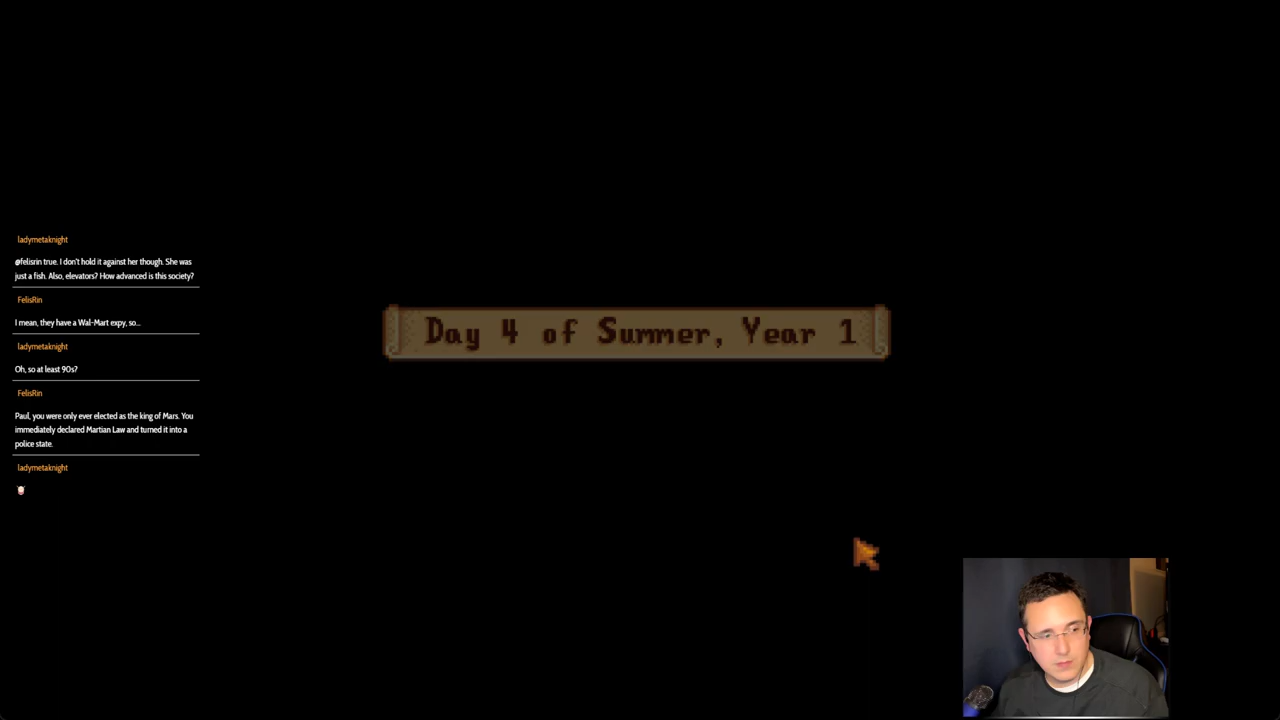 ladymetaknight
@felisrin true. I don't hold it against her though. She was
just a fish. Also, elevators? How advanced is this society?
FelisRin
I mean, they have a Wal-Mart expy, so...
ladymetaknight
Oh, so at least 90s?
FelisRin
Paul, you were only ever elected as the king of Mars. You
immediately declared Martian Law and turned it into a
police state.
ladymetaknight
Day 4 of Summer, Year 1